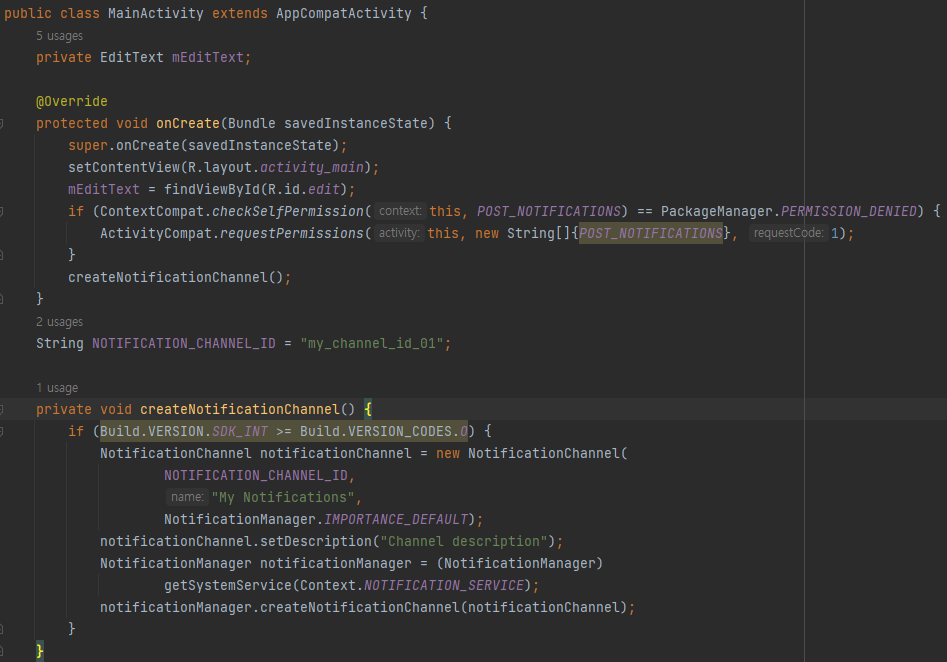 public class MainActivity extends AppCompatActivity {
5 usages
private EditText mEditText;
@Override
protected void onCreate(Bundle savedInstanceState) {
super.onCreate(savedInstanceState);
setContentView(R.layout.activity_main);
mEditText = findViewById(R.id.edit);
if (ContextCompat.checkSelfPermission( context: this, POST_NOTIFICATIONS) == PackageManager.PERMISSION_DENIED) {
ActivityCompat.requestPermissions( activity: this, new String[]{POST_NOTIFICATIONS}, requestCode: 1);
}
createNotificationChannel();
}
2 usages
String NOTIFICATION_CHANNEL_ID = "my_channel_id_01";
1 usage
private void createNotificationChannel() {
if (Build.VERSION.SDK_INT >= Build.VERSION_CODES.O) {
NotificationChannel notificationChannel = new NotificationChannel(
NOTIFICATION_CHANNEL_ID,
name: "My Notifications",
NotificationManager.IMPORTANCE_DEFAULT);
notificationChannel.setDescription("Channel description");
NotificationManager notificationManager = (NotificationManager)
getSystemService(Context.NOTIFICATION_SERVICE);
notificationManager.createNotificationChannel(notificationChannel);
}
}